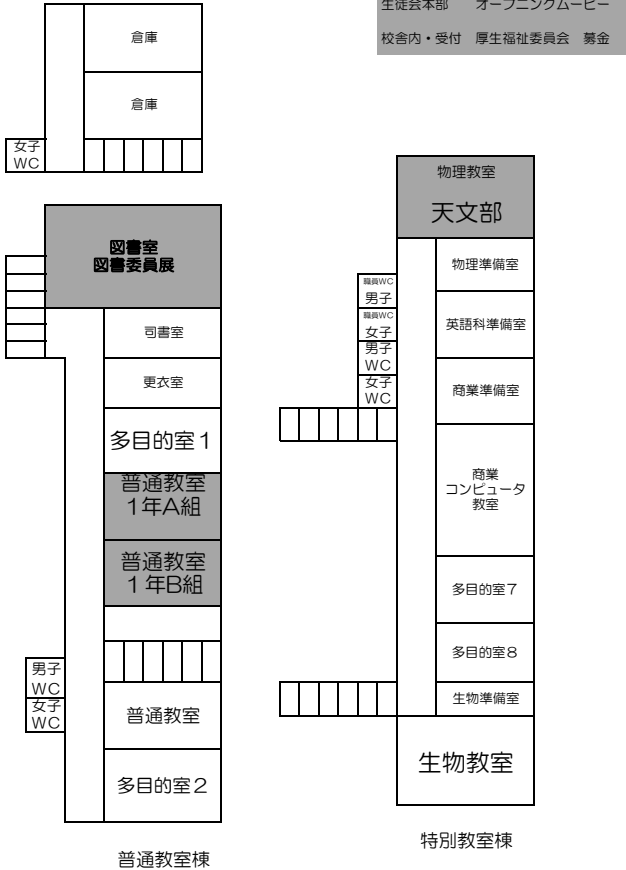 生徒会本部 オープニングムービー
校舎内・受付 厚生福祉委員会 募金
倉庫
倉庫
女子
WC
図書室
図書委員展
司書室
更衣室
多目的室1
普通教室
1年A組
普通教室
1年B組
男子
WC
女子
WC
普通教室
多目的室2
普通教室棟
物理教室
天文部
物理準備室
職員WC
男子
職員WC
女子
男子
WC
女子
WC
英語科準備室
商業準備室
商業
コンピュータ
教室
多目的室7
多目的室8
生物準備室
生物教室
特別教室棟